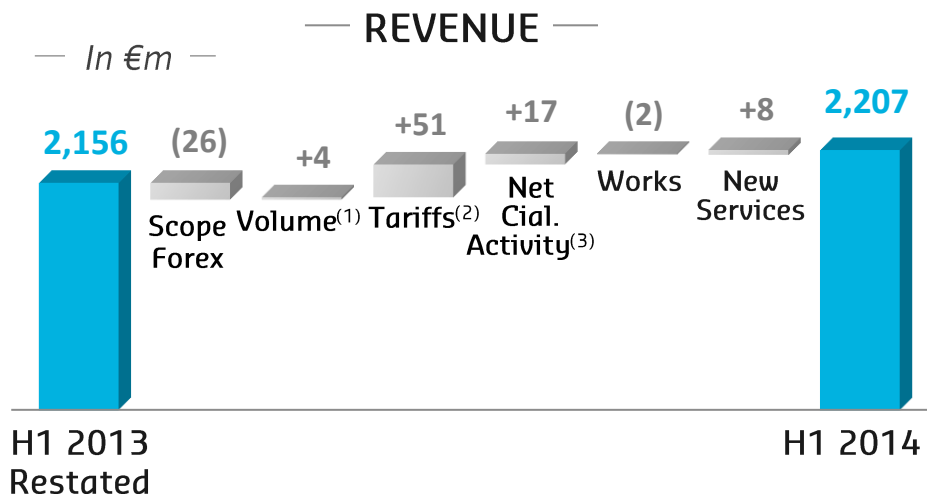 REVENUE
In €m
2,156
(26)
+4
+51
+17
(2)
+8
2,207
Scope
Forex
Volume(1)
Tariffs(2)
Net
Cial.
Activity(3)
Works
New
Services
H1 2013
Restated
H1 2014